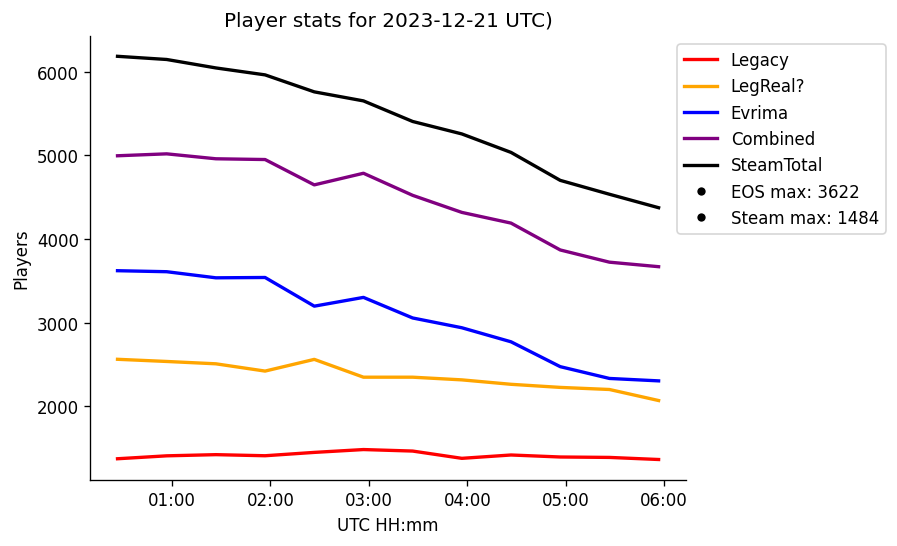 Player stats for 2023-12-21 UTC)
Legacy
LegReal?
Evrima
Combined
SteamTotal
EOS max: 3622
Steam max: 1484
Players
6000
5000
4000
3000
2000
01:00 02:00 03:00 04:00 05:00 06:00
UTC HH:mm